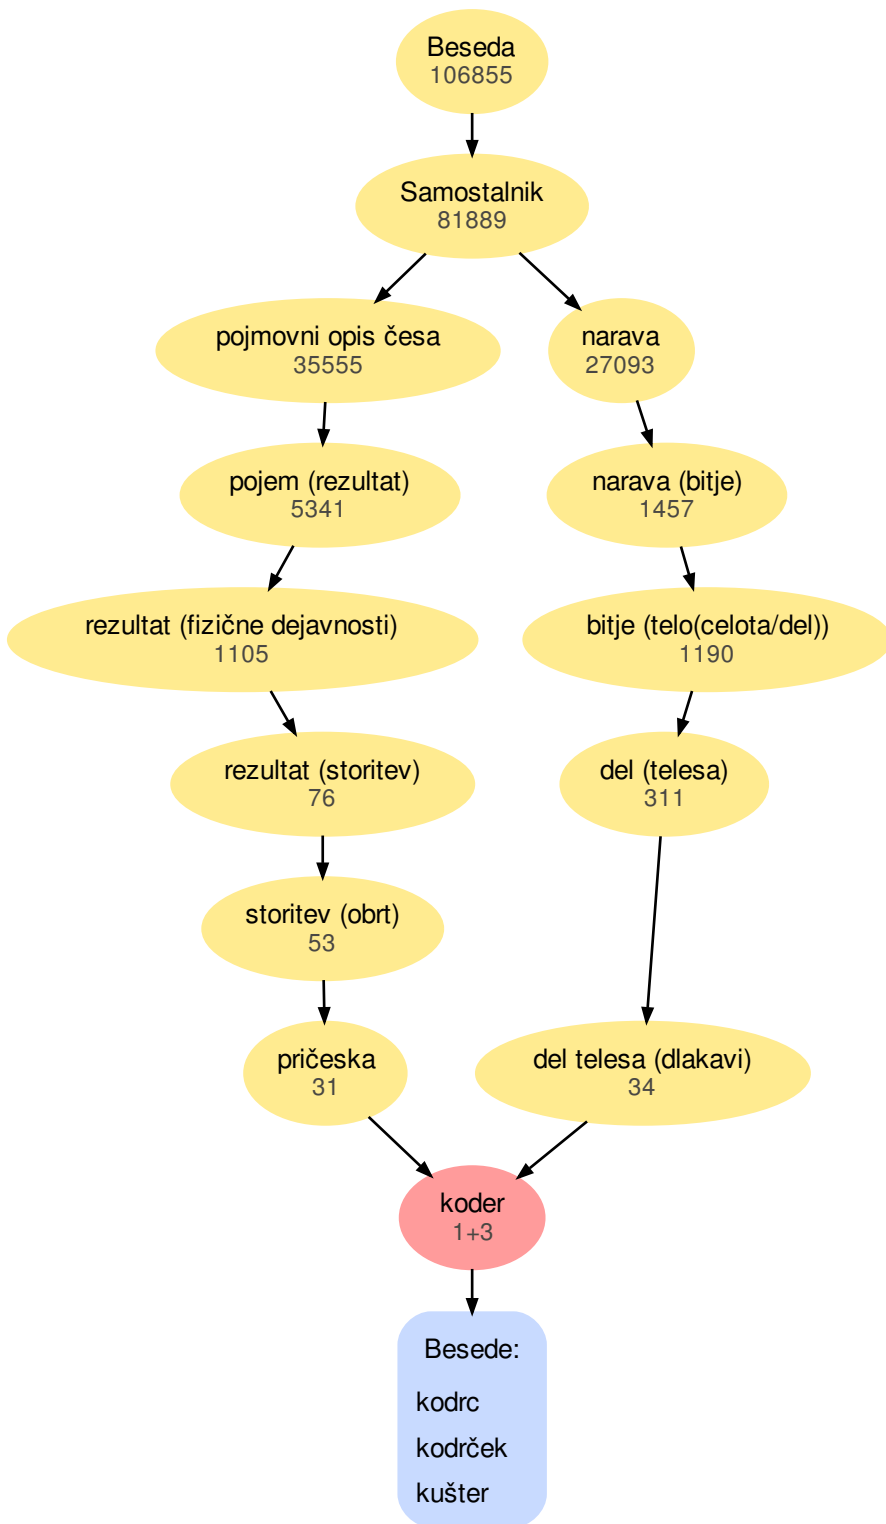 Beseda
106855
Samostalnik
81889
pojmovni opis česa
35555
narava
27093
pojem (rezultat)
5341
narava (bitje)
1457
rezultat (fizične dejavnosti)
1105
bitje (telo(celota/del))
1190
rezultat (storitev)
76
del (telesa)
311
storitev (obrt)
53
pričeska
31
del telesa (dlakavi)
34
koder
1+3
Besede:
kodrc
kodrček
kušter